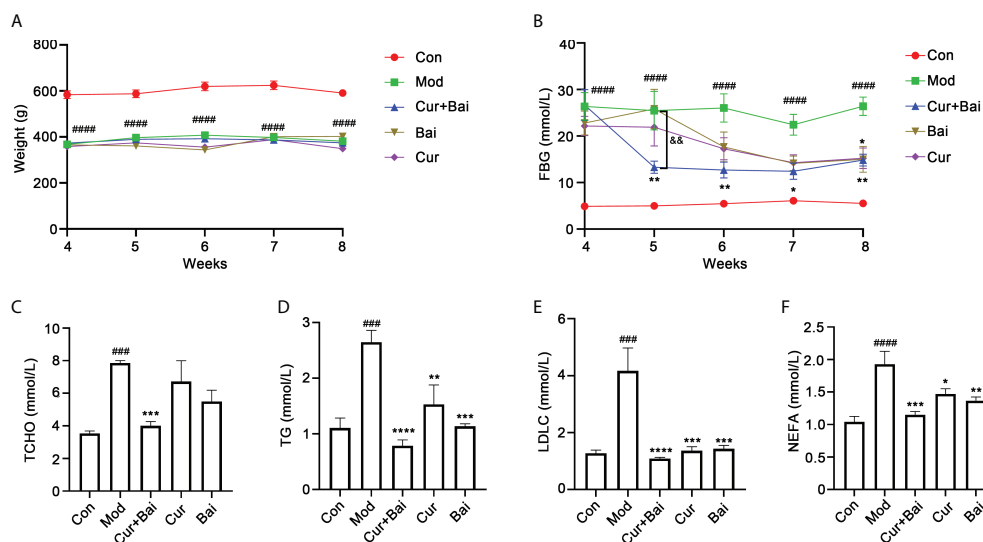 A
Weight (g)
800
600
400
200
0
#### #### #### #### ####
4 5 6 7 8
Weeks
Con
Mod
Cur+Bai
Bai
Cur
B
FBG (mmol/L)
40
30
20
10
0
#### #### #### #### ####
&&
** ** * * **
4 5 6 7 8
Weeks
Con
Mod
Cur+Bai
Bai
Cur
C
TCHO (mmol/L)
10
8
6
4
2
0
### ***
Con Mod Cur+Bai Cur Bai
D
TG (mmol/L)
3
2
1
0
### **** ** ***
Con Mod Cur+Bai Cur Bai
E
LDLC (mmol/L)
6
4
2
0
### **** *** ***
Con Mod Cur+Bai Cur Bai
F
NEFA (mmol/L)
2.5
2.0
1.5
1.0
0.5
0.0
#### *** * **
Con Mod Cur+Bai Cur Bai